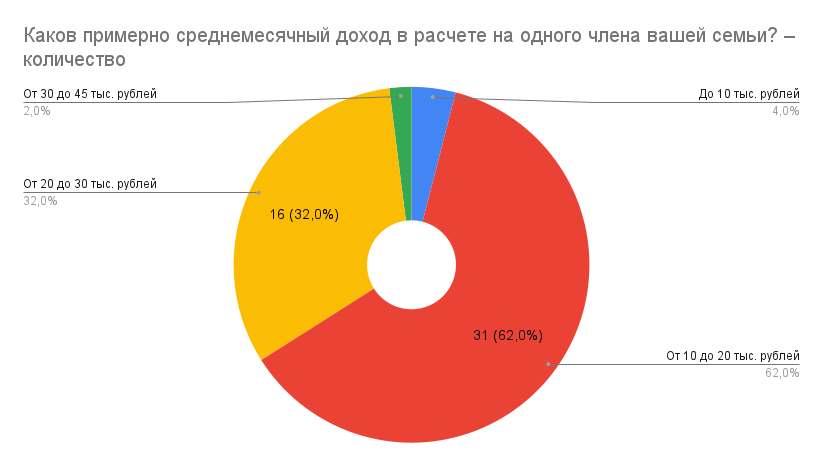 Каков примерно среднемесячный доход в расчете на одного члена вашей семьи? –
количество
От 30 до 45 тыс. рублей
2,0%
До 10 тыс. рублей
4,0%
От 20 до 30 тыс. рублей
32,0%
16 (32,0%)
31 (62,0%)
От 10 до 20 тыс. рублей
62,0%